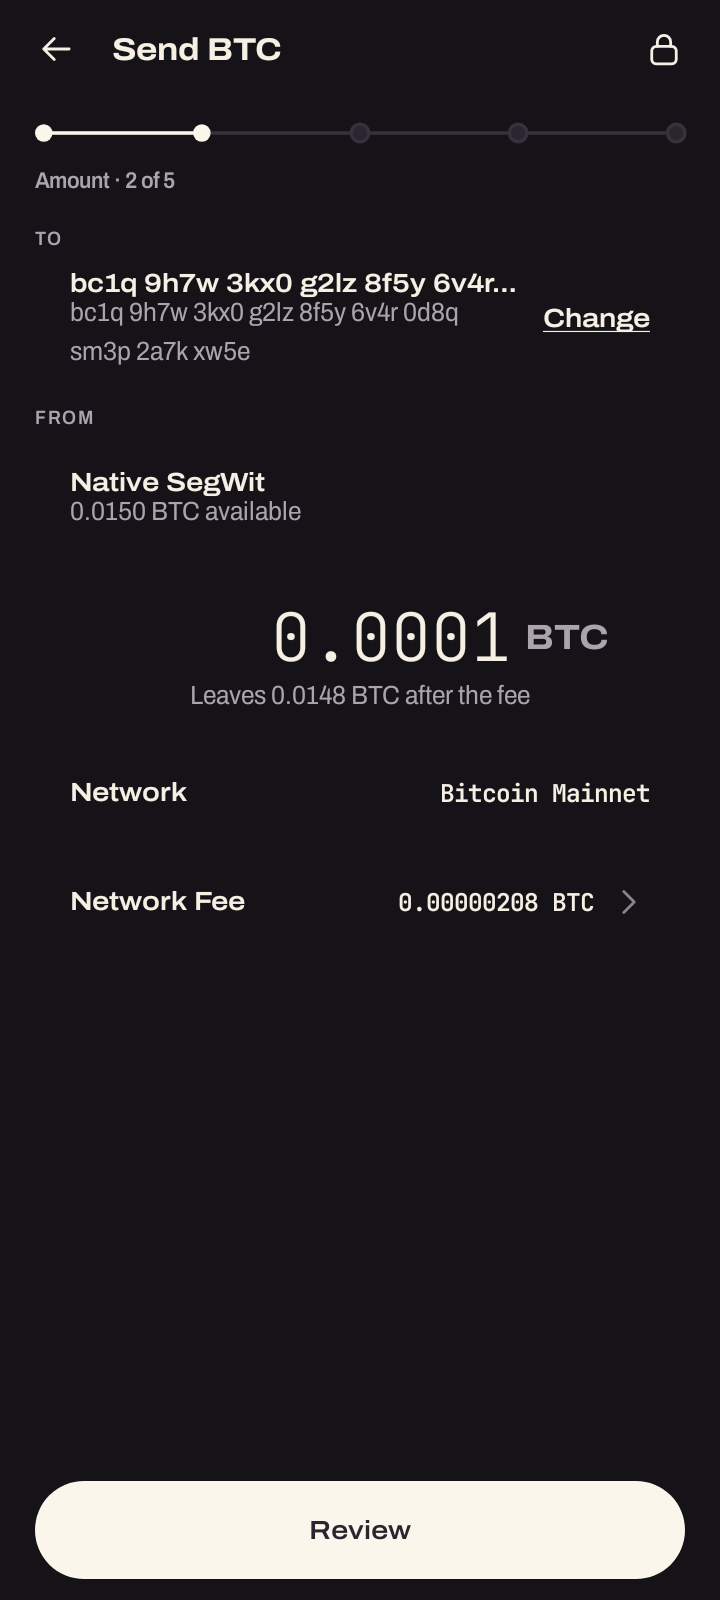 Send BTC
Amount · 2 of 5
TO
bc1q 9h7w 3kx0 g2lz 8f5y 6v4r...
bc1q 9h7w 3kx0 g2lz 8f5y 6v4r 0d8q
sm3p 2a7k xw5e
Change
FROM
Native SegWit
0.0150 BTC available
0.0001 BTC
Leaves 0.0148 BTC after the fee
Network Bitcoin Mainnet
Network Fee 0.00000208 BTC
Review